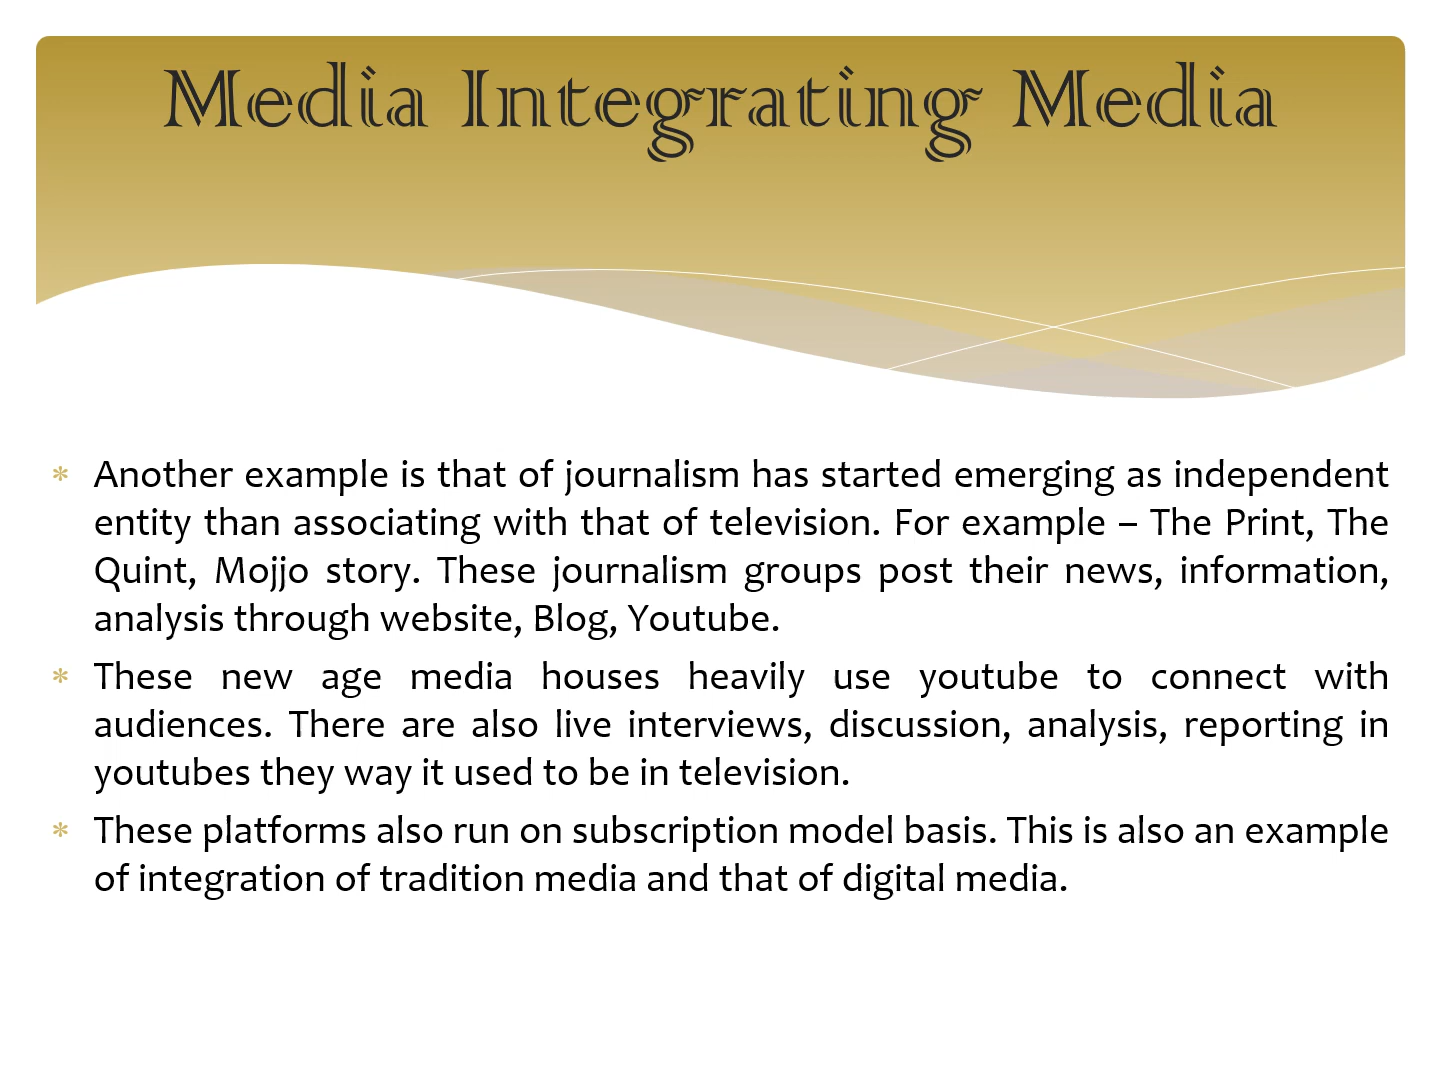 Media Integrating Media
* Another example is that of journalism has started emerging as independent
entity than associating with that of television. For example – The Print, The
Quint, Mojjo story. These journalism groups post their news, information,
analysis through website, Blog, Youtube.
* These new age media houses heavily use youtube to connect with
audiences. There are also live interviews, discussion, analysis, reporting in
youtubes they way it used to be in television.
* These platforms also run on subscription model basis. This is also an example
of integration of tradition media and that of digital media.